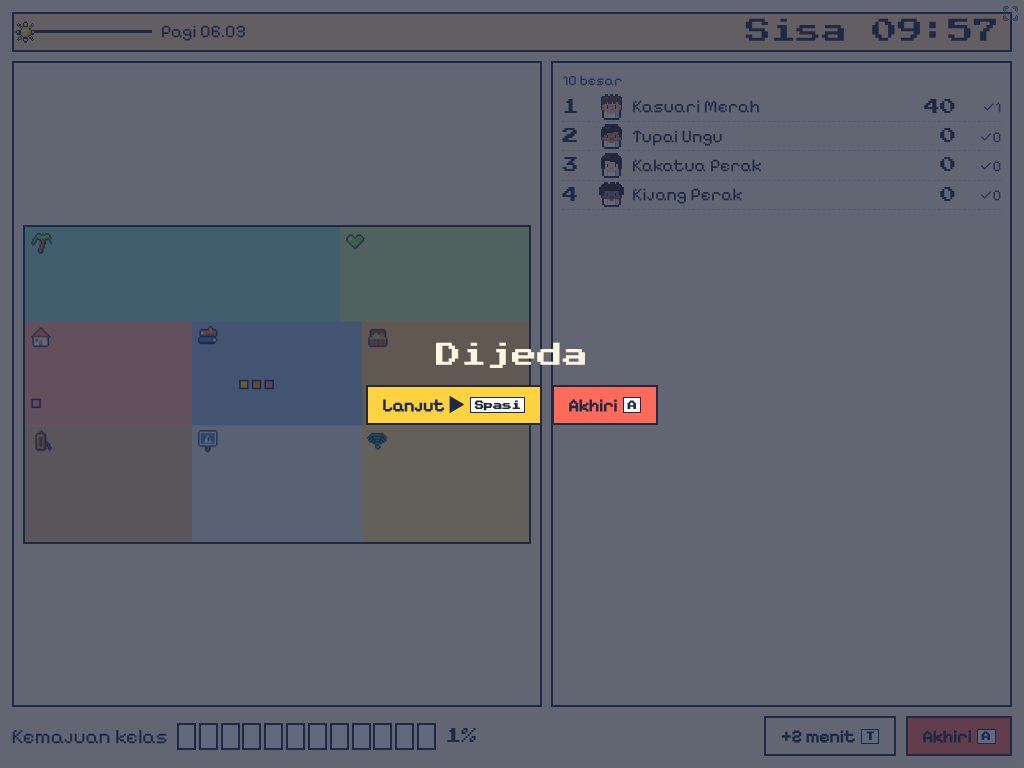 Pagi 06.03
Sisa 09:57
10 besar
1 Kasuari Merah 40 ✓1
2 Tupai Ungu 0 ✓0
3 Kakatua Perak 0 ✓0
4 Kijang Perak 0 ✓0
Dijeda
Lanjut ▶ Spasi
Akhiri A
Kemajuan kelas 1%
+2 menit T
Akhiri A